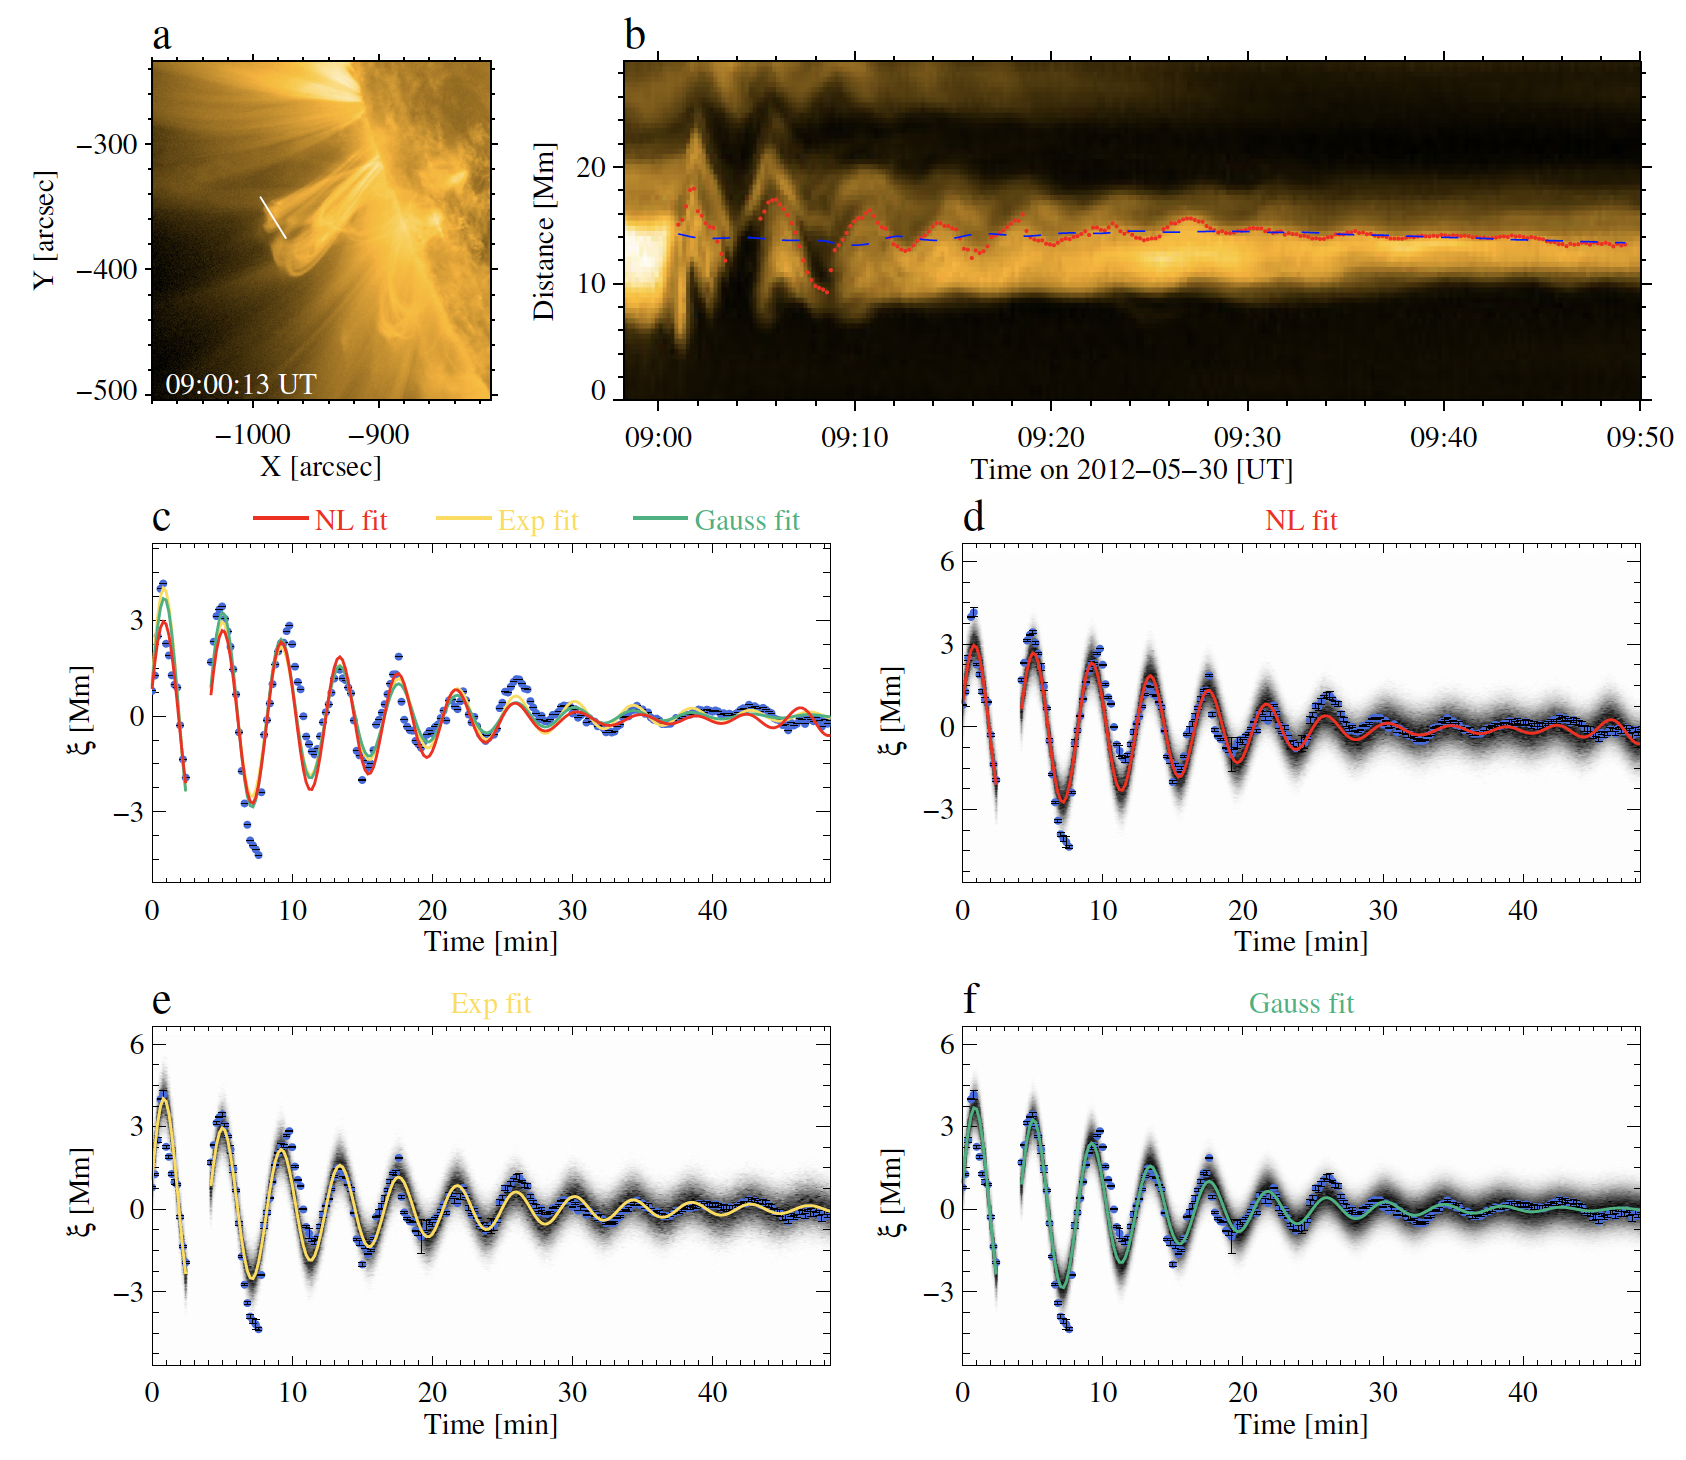 a
b
−300
−400
−500
Y [arcsec]
09:00:13 UT
−1000 −900
X [arcsec]
20
10
0
Distance [Mm]
09:00 09:10 09:20 09:30 09:40 09:50
Time on 2012−05−30 [UT]
c
NL fit Exp fit Gauss fit
3
0
−3
ξ [Mm]
0 10 20 30 40
Time [min]
d
NL fit
6
3
0
−3
ξ [Mm]
0 10 20 30 40
Time [min]
e
Exp fit
6
3
0
−3
ξ [Mm]
0 10 20 30 40
Time [min]
f
Gauss fit
6
3
0
−3
ξ [Mm]
0 10 20 30 40
Time [min]